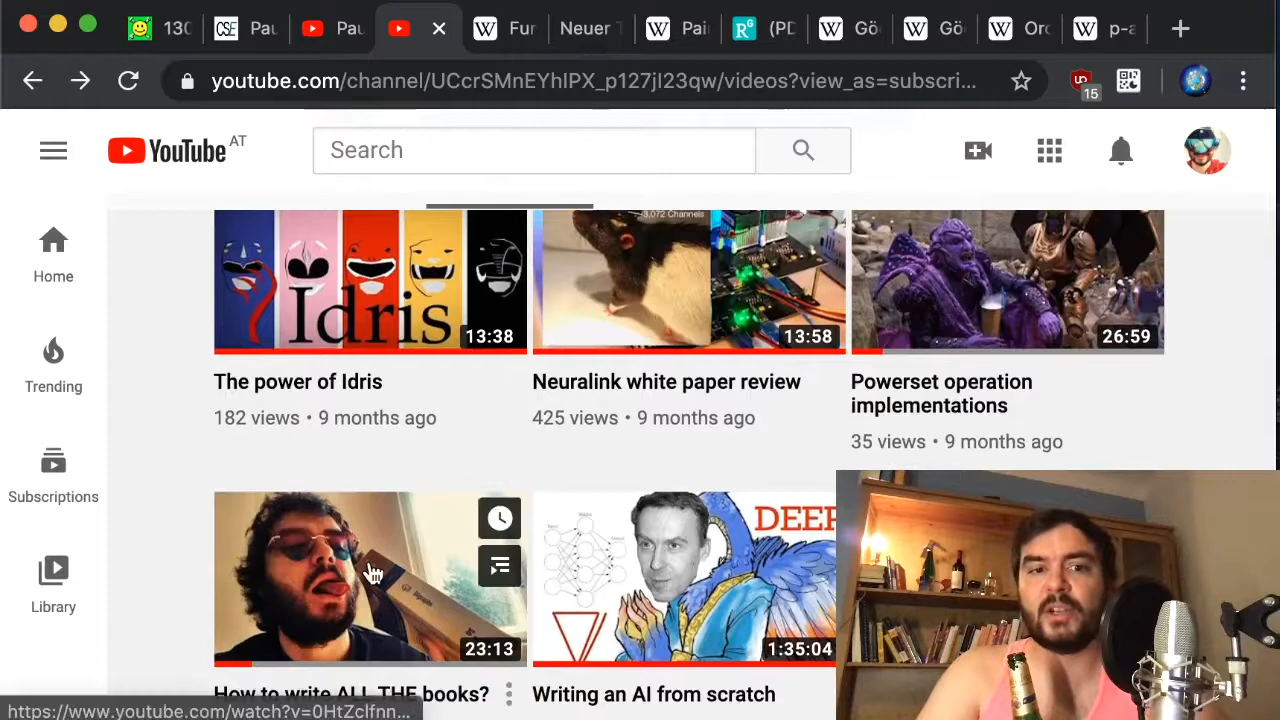 130
CSE Pau
Pau
Fur
Neuer T
Pai
RG (PD
Gö
Gö
Orc
p-a
youtube.com/channel/UCcrSMnEYhIPX_p127jI23qw/videos?view_as=subscri...
15
YouTube AT
Search
Home
Trending
Subscriptions
Library
Idris
13:38
3,072 Channels
13:58
26:59
The power of Idris
182 views • 9 months ago
Neuralink white paper review
425 views • 9 months ago
Powerset operation
implementations
35 views • 9 months ago
23:13
DEEP
1:35:04
How to write ALL THE books?
Writing an AI from scratch
https://www.youtube.com/watch?v=0HtZclfnn...